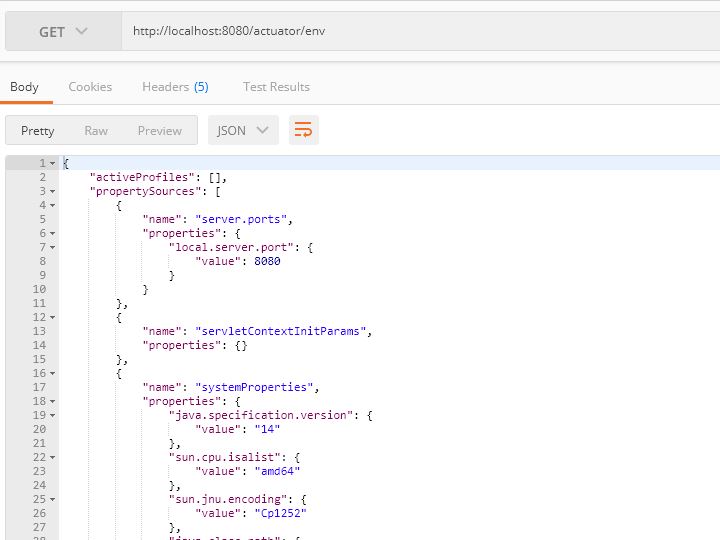 GET http://localhost:8080/actuator/env
Body Cookies Headers (5) Test Results
Pretty Raw Preview JSON
1 {
2 "activeProfiles": [],
3 "propertySources": [
4 {
5 "name": "server.ports",
6 "properties": {
7 "local.server.port": {
8 "value": 8080
9 }
10 }
11 },
12 {
13 "name": "servletContextInitParams",
14 "properties": {}
15 },
16 {
17 "name": "systemProperties",
18 "properties": {
19 "java.specification.version": {
20 "value": "14"
21 },
22 "sun.cpu.isalist": {
23 "value": "amd64"
24 },
25 "sun.jnu.encoding": {
26 "value": "Cp1252"
27 },